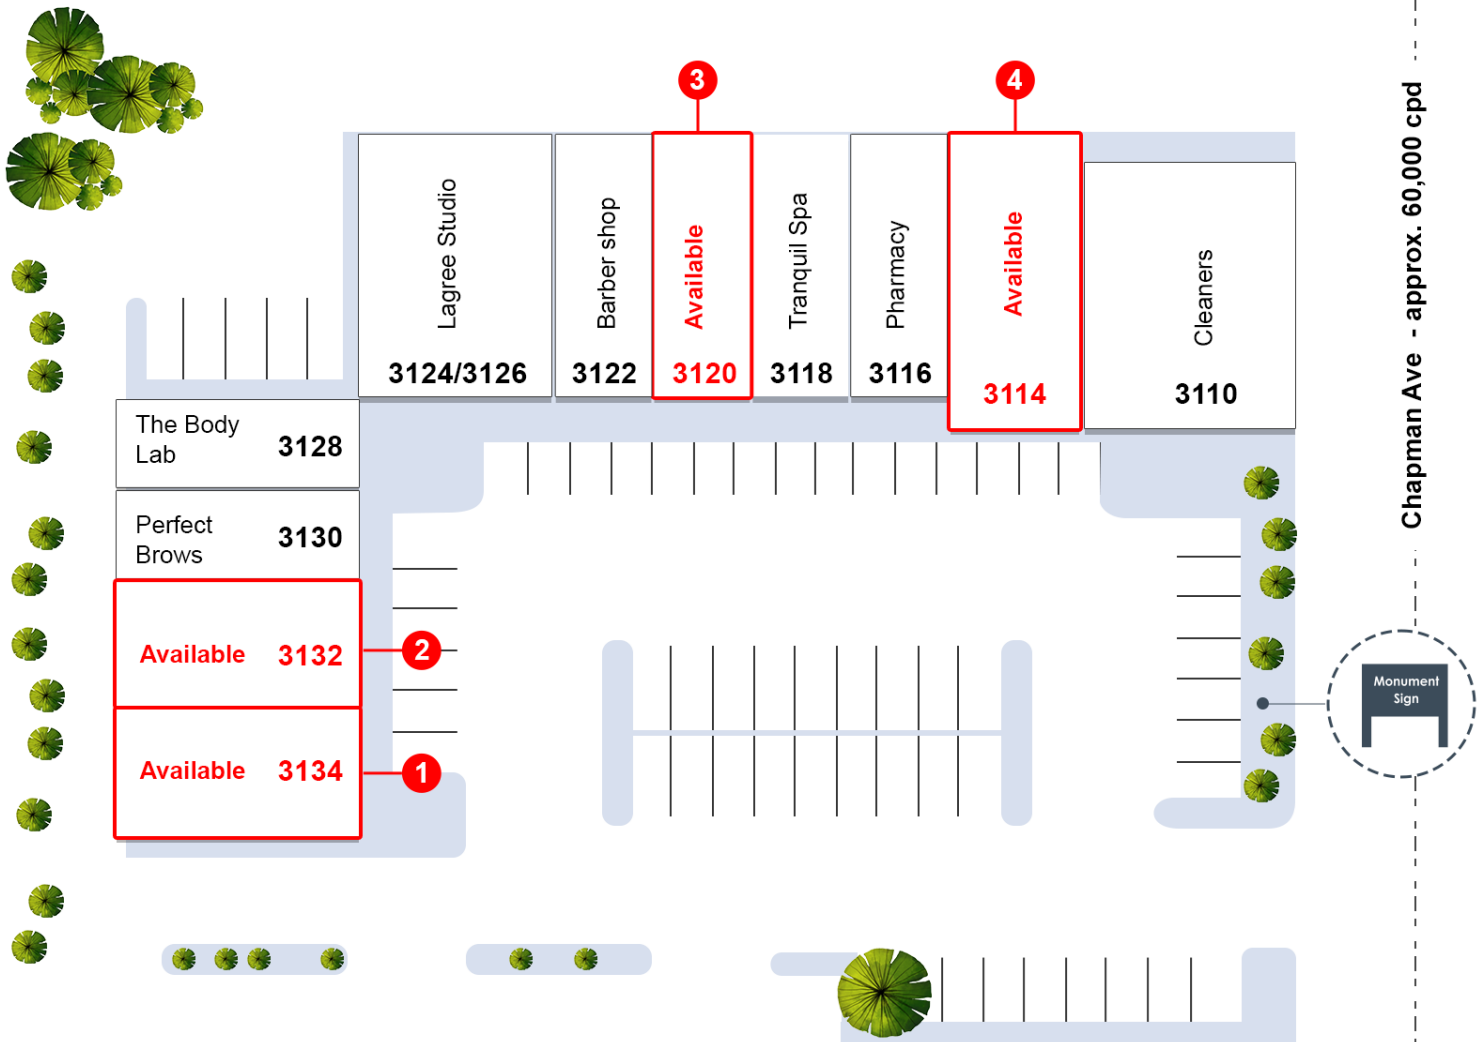 3
4
Lagree Studio
3124/3126
Barber shop
3122
Available
3120
Tranquil Spa
3118
Pharmacy
3116
Available
3114
Cleaners
3110
Chapman Ave - approx. 60,000 cpd
The Body
Lab
3128
Perfect
Brows
3130
Available 3132
2
Available 3134
1
Monument
Sign